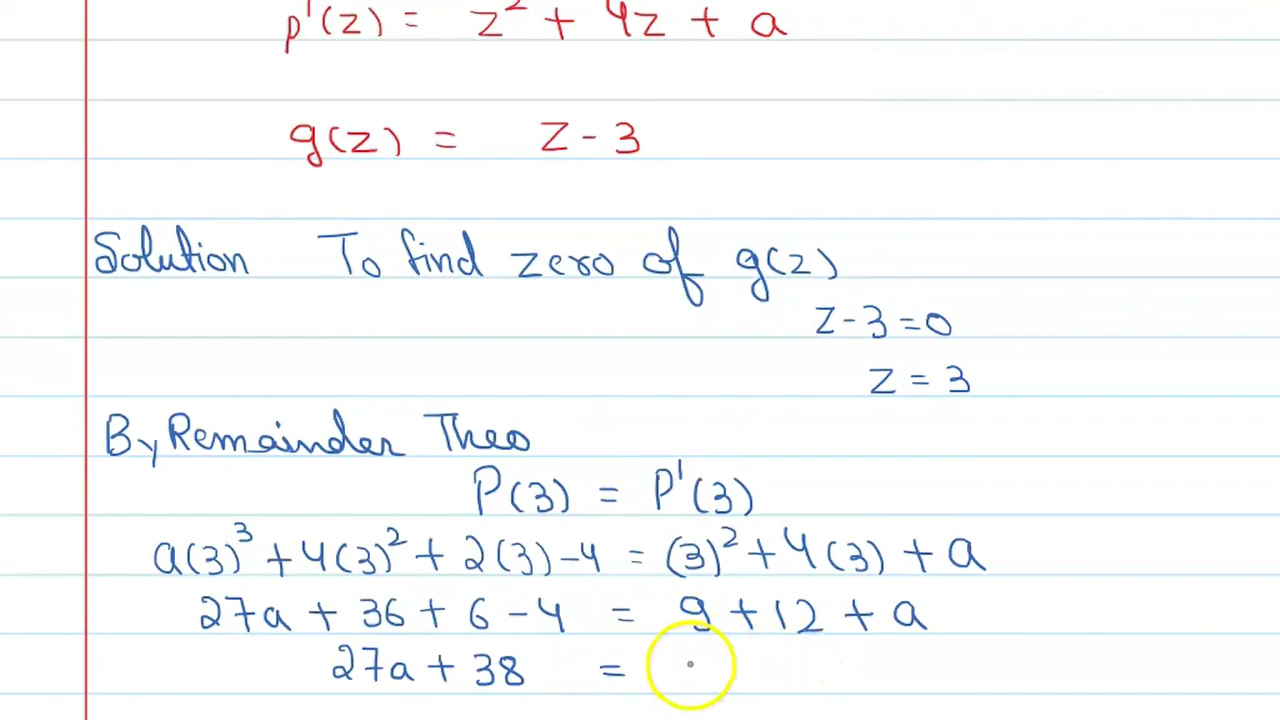 p'(z) = z² + 4z + a
g(z) = z - 3
Solution To find zero of g(z)
z - 3 = 0
z = 3
By Remainder Theo
P(3) = P'(3)
a(3)³ + 4(3)² + 2(3) - 4 = (3)² + 4(3) + a
27a + 36 + 6 - 4 = 9 + 12 + a
27a + 38 =